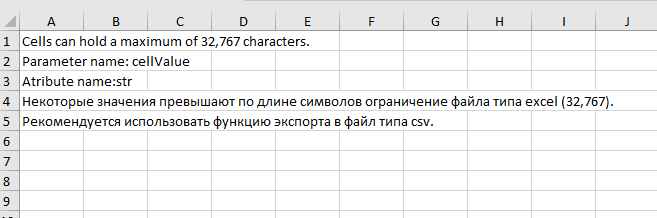 A B C D E F G H I J
1 Cells can hold a maximum of 32,767 characters.
2 Parameter name: cellValue
3 Atribute name:str
4 Некоторые значения превышают по длине символов ограничение файла типа excel (32,767).
5 Рекомендуется использовать функцию экспорта в файл типа csv.
6
7
8
9